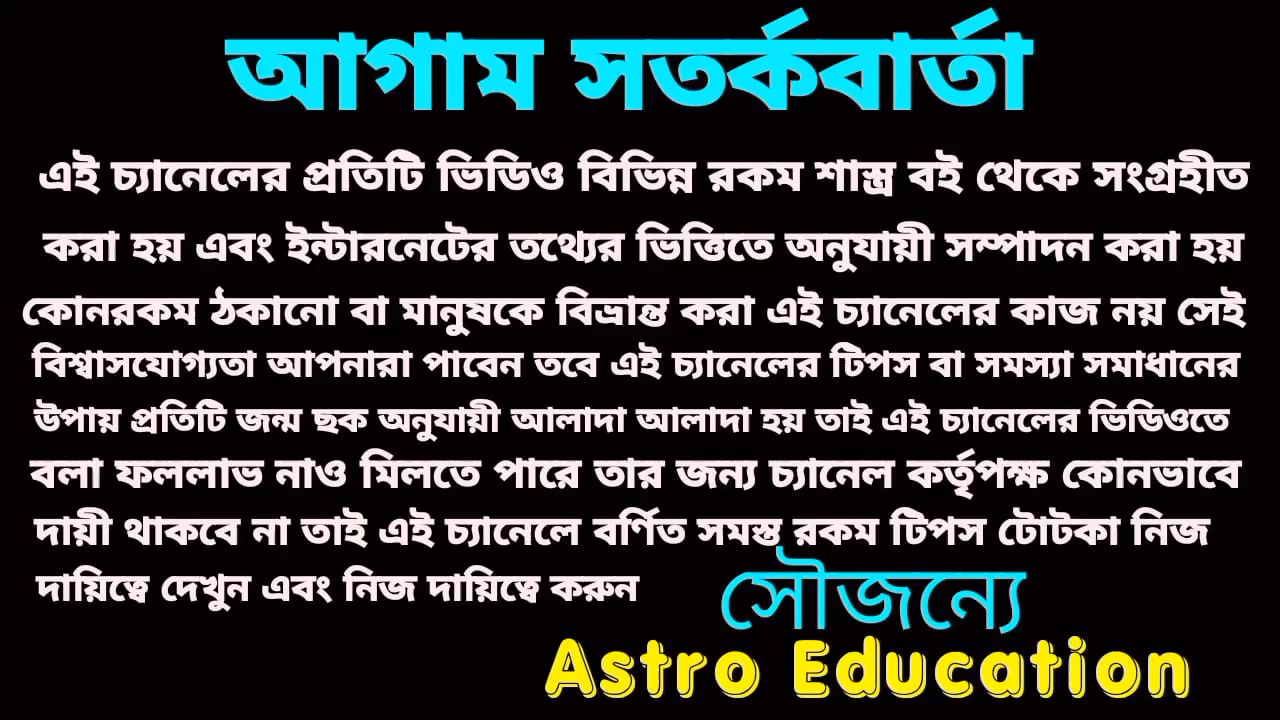 আগাম সতর্কবার্তা
এই চ্যানেলের প্রতিটি ভিডিও বিভিন্ন রকম শাস্ত্র বই থেকে সংগ্রহীত
করা হয় এবং ইন্টারনেটের তথ্যের ভিত্তিতে অনুযায়ী সম্পাদন করা হয়
কোনরকম ঠকানো বা মানুষকে বিভ্রান্ত করা এই চ্যানেলের কাজ নয় সেই
বিশ্বাসযোগ্যতা আপনারা পাবেন তবে এই চ্যানেলের টিপস বা সমস্যা সমাধানের
উপায় প্রতিটি জন্ম ছক অনুযায়ী আলাদা আলাদা হয় তাই এই চ্যানেলের ভিডিওতে
বলা ফললাভ নাও মিলতে পারে তার জন্য চ্যানেল কর্তৃপক্ষ কোনভাবে
দায়ী থাকবে না তাই এই চ্যানেলে বর্ণিত সমস্ত রকম টিপস টোটকা নিজ
দায়িত্বে দেখুন এবং নিজ দায়িত্বে করুন
সৌজন্যে
Astro Education